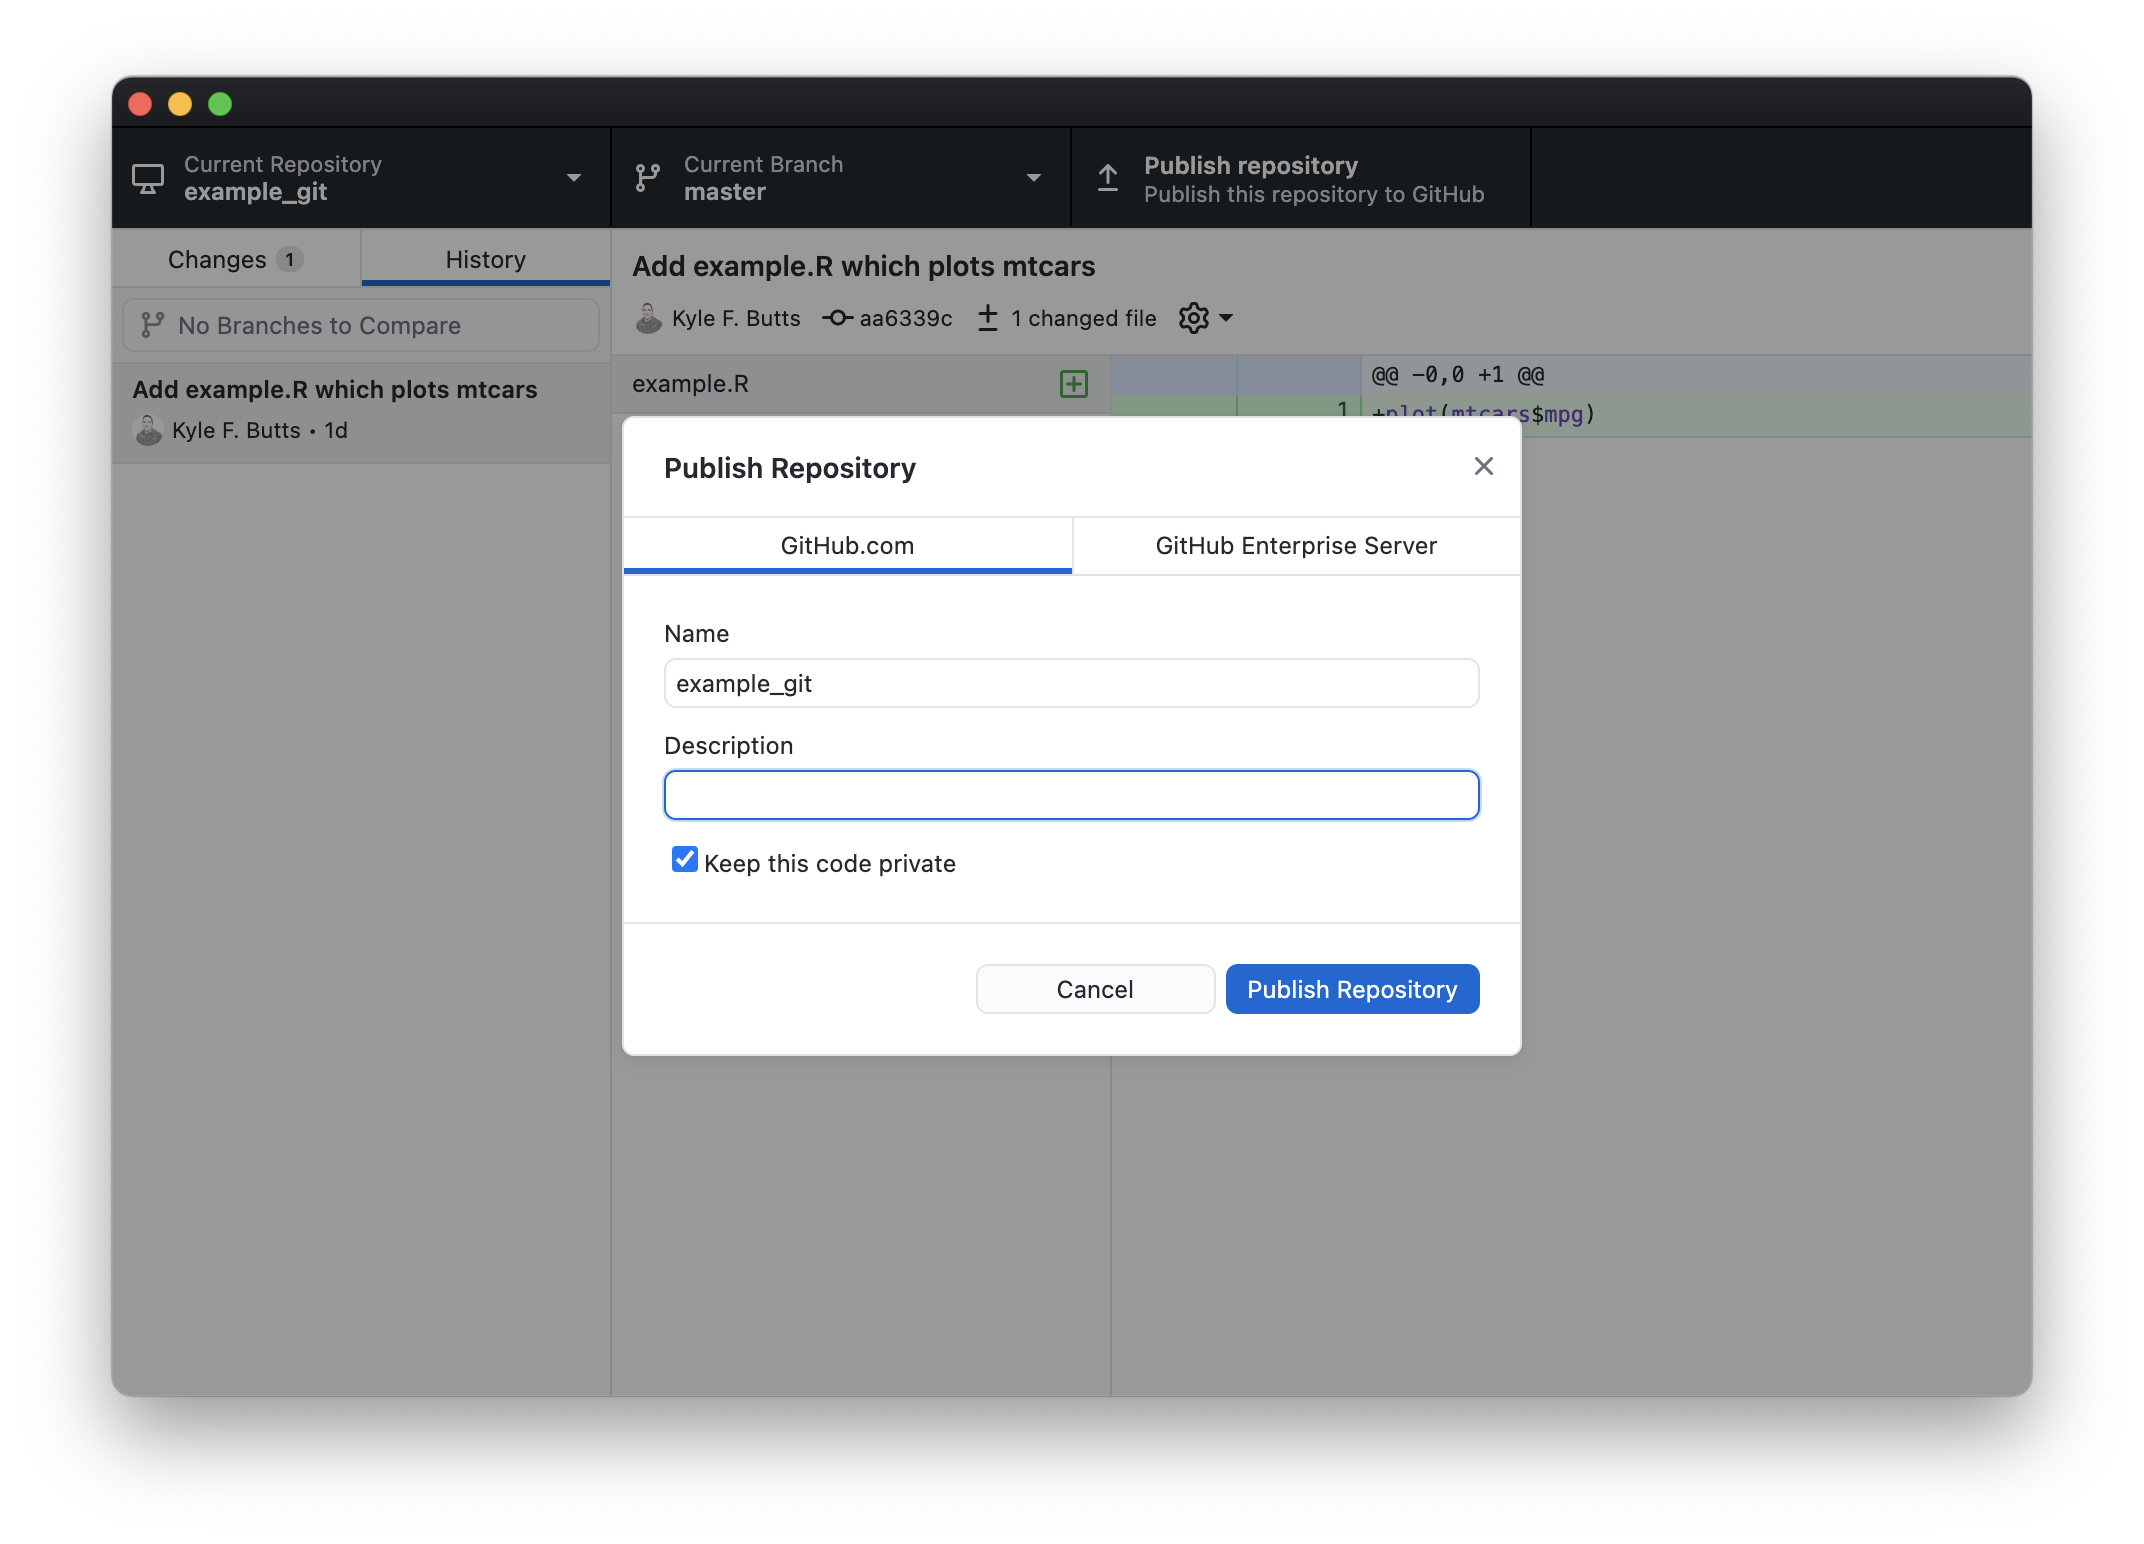 Current Repository
example_git
Current Branch
master
Publish repository
Publish this repository to GitHub
Changes 1
History
No Branches to Compare
Add example.R which plots mtcars
Kyle F. Butts • 1d
Add example.R which plots mtcars
Kyle F. Butts aa6339c 1 changed file
example.R
@@ -0,0 +1 @@
1 +plot(mtcars$mpg)
Publish Repository
GitHub.com
GitHub Enterprise Server
Name
example_git
Description
Keep this code private
Cancel
Publish Repository